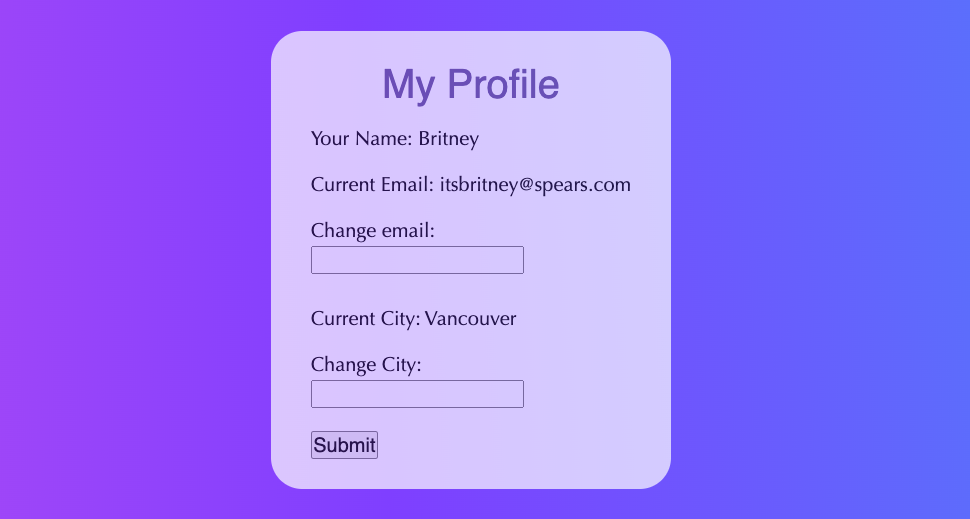 My Profile
Your Name: Britney
Current Email: itsbritney@spears.com
Change email:
Current City: Vancouver
Change City:
Submit